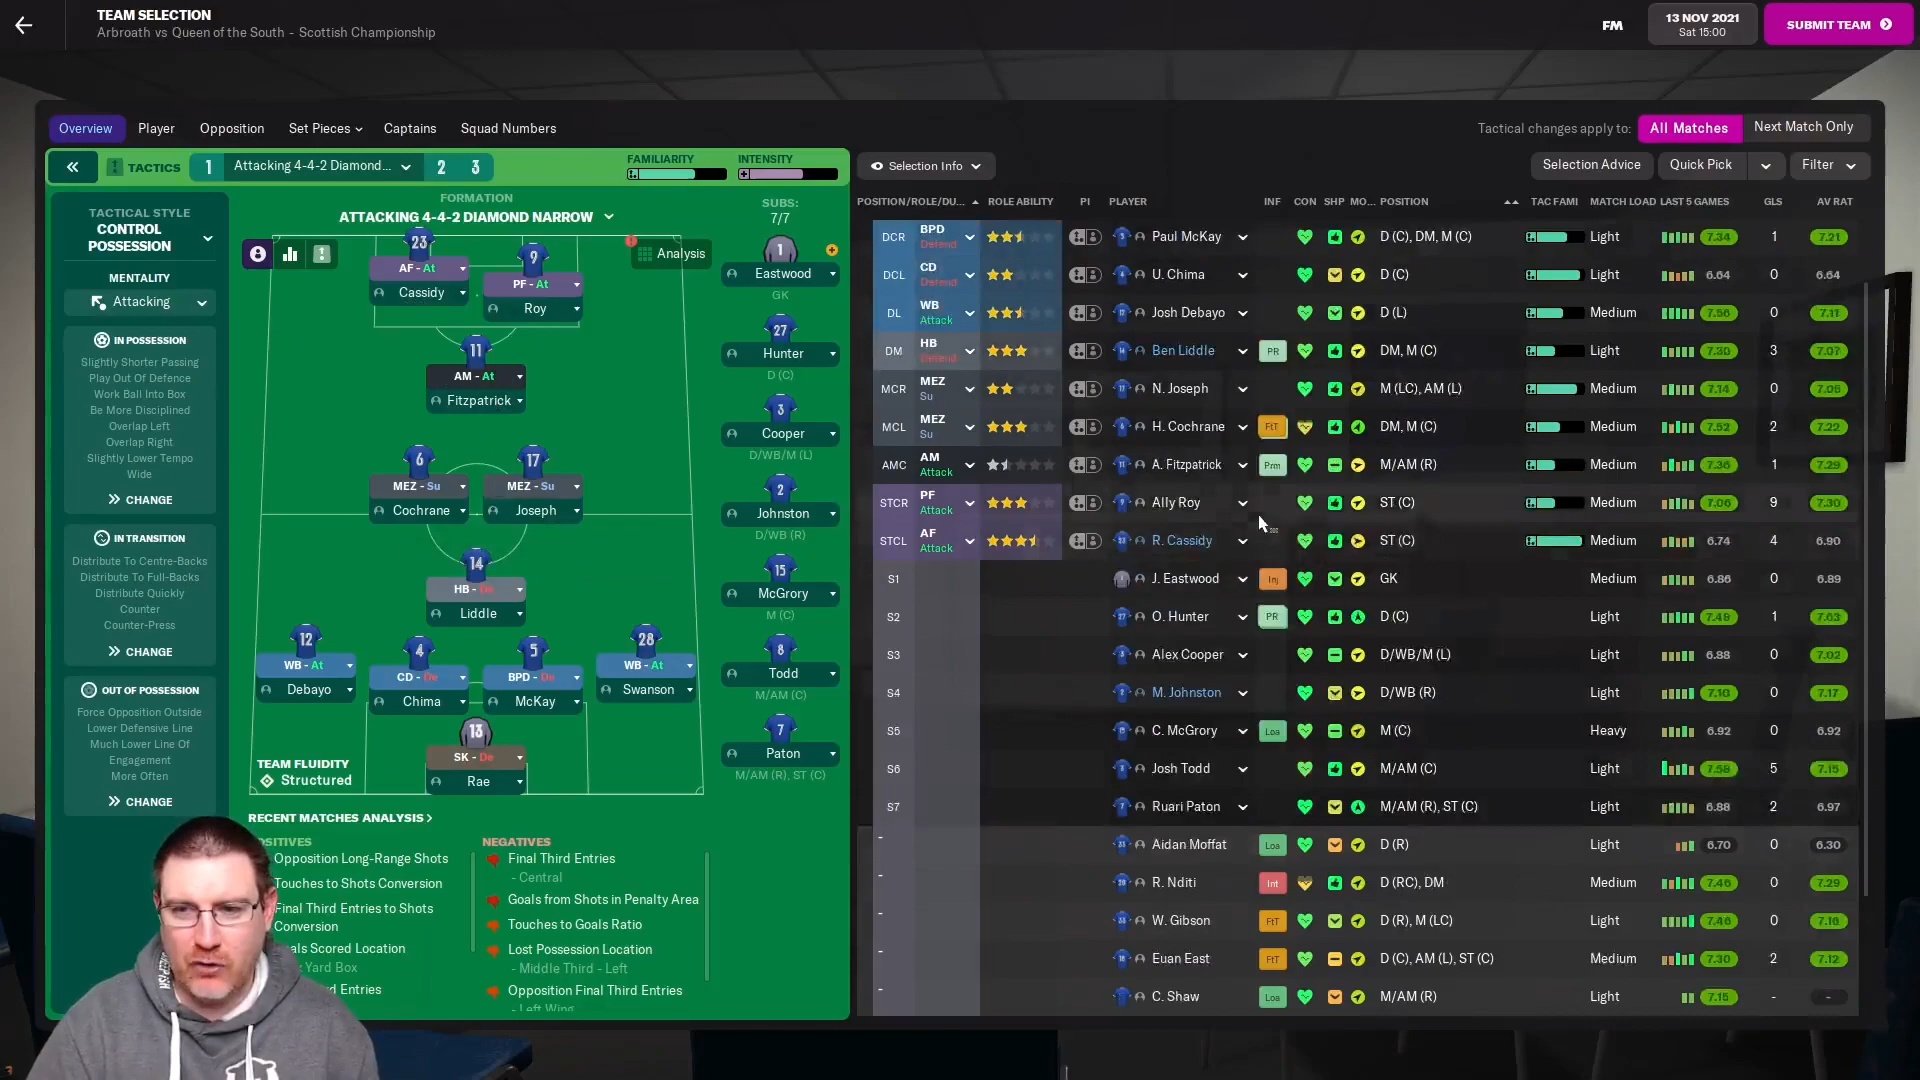 TEAM SELECTION
Arbroath vs Queen of the South - Scottish Championship
FM
13 NOV 2021
Sat 15:00
SUBMIT TEAM
Overview Player Opposition Set Pieces Captains Squad Numbers
Tactical changes apply to: All Matches Next Match Only
TACTICS 1 Attacking 4-4-2 Diamond... 2 3
FAMILIARITY
INTENSITY
Selection Info
Selection Advice Quick Pick Filter
TACTICAL STYLE
CONTROL
POSSESSION
MENTALITY
Attacking
IN POSSESSION
Slightly Shorter Passing
Play Out Of Defence
Work Ball Into Box
Be More Disciplined
Overlap Left
Overlap Right
Slightly Lower Tempo
Wide
CHANGE
IN TRANSITION
Distribute To Centre-Backs
Distribute To Full-Backs
Distribute Quickly
Counter
Counter-Press
CHANGE
OUT OF POSSESSION
Force Opposition Outside
Lower Defensive Line
Much Lower Line Of
Engagement
More Often
CHANGE
FORMATION
ATTACKING 4-4-2 DIAMOND NARROW
Analysis
23
AF - At
Cassidy
9
PF - At
Roy
11
AM - At
Fitzpatrick
6
MEZ - Su
Cochrane
17
MEZ - Su
Joseph
14
HB - De
Liddle
12
WB - At
Debayo
4
CD - De
Chima
5
BPD - De
McKay
28
WB - At
Swanson
13
SK - De
Rae
TEAM FLUIDITY
Structured
SUBS:
7/7
1
Eastwood
GK
27
Hunter
D (C)
3
Cooper
D/WB/M (L)
2
Johnston
D/WB (R)
15
McGrory
M (C)
8
Todd
M/AM (C)
7
Paton
M/AM (R), ST (C)
RECENT MATCHES ANALYSIS >
OSITIVES
Opposition Long-Range Shots
Touches to Shots Conversion
Final Third Entries to Shots
Conversion
als Scored Location
Yard Box
rd Entries
NEGATIVES
Final Third Entries
- Central
Goals from Shots in Penalty Area
Touches to Goals Ratio
Lost Possession Location
- Middle Third - Left
Opposition Final Third Entries
- Left Wing
POSITION/ROLE/DU... ROLE ABILITY PI PLAYER INF CON SHP MO... POSITION TAC FAMI MATCH LOAD LAST 5 GAMES GLS AV RAT
DCR BPD Defend Paul McKay D (C), DM, M (C) Light 7.34 1 7.21
DCL CD Defend U. Chima D (C) Light 6.64 0 6.64
DL WB Attack Josh Debayo D (L) Medium 7.56 0 7.11
DM HB Defend Ben Liddle PR DM, M (C) Light 7.30 3 7.07
MCR MEZ Su N. Joseph M (LC), AM (L) Medium 7.14 0 7.06
MCL MEZ Su H. Cochrane FtT DM, M (C) Medium 7.52 2 7.22
AMC AM Attack A. Fitzpatrick Prm M/AM (R) Medium 7.36 1 7.29
STCR PF Attack Ally Roy ST (C) Medium 7.06 9 7.30
STCL AF Attack R. Cassidy ST (C) Medium 6.74 4 6.90
S1 J. Eastwood Inj GK Medium 6.86 0 6.89
S2 O. Hunter PR D (C) Light 7.48 1 7.63
S3 Alex Cooper D/WB/M (L) Light 6.88 0 7.02
S4 M. Johnston D/WB (R) Light 7.10 0 7.17
S5 C. McGrory Loa M (C) Heavy 6.92 0 6.92
S6 Josh Todd M/AM (C) Light 7.58 5 7.15
S7 Ruari Paton M/AM (R), ST (C) Light 6.88 2 6.97
- Aidan Moffat Loa D (R) Light 6.70 0 6.30
- R. Nditi Int D (RC), DM Medium 7.46 0 7.29
- W. Gibson FtT D (R), M (LC) Light 7.46 0 7.16
- Euan East FtT D (C), AM (L), ST (C) Medium 7.30 2 7.12
- C. Shaw Loa M/AM (R) Light 7.15 - -